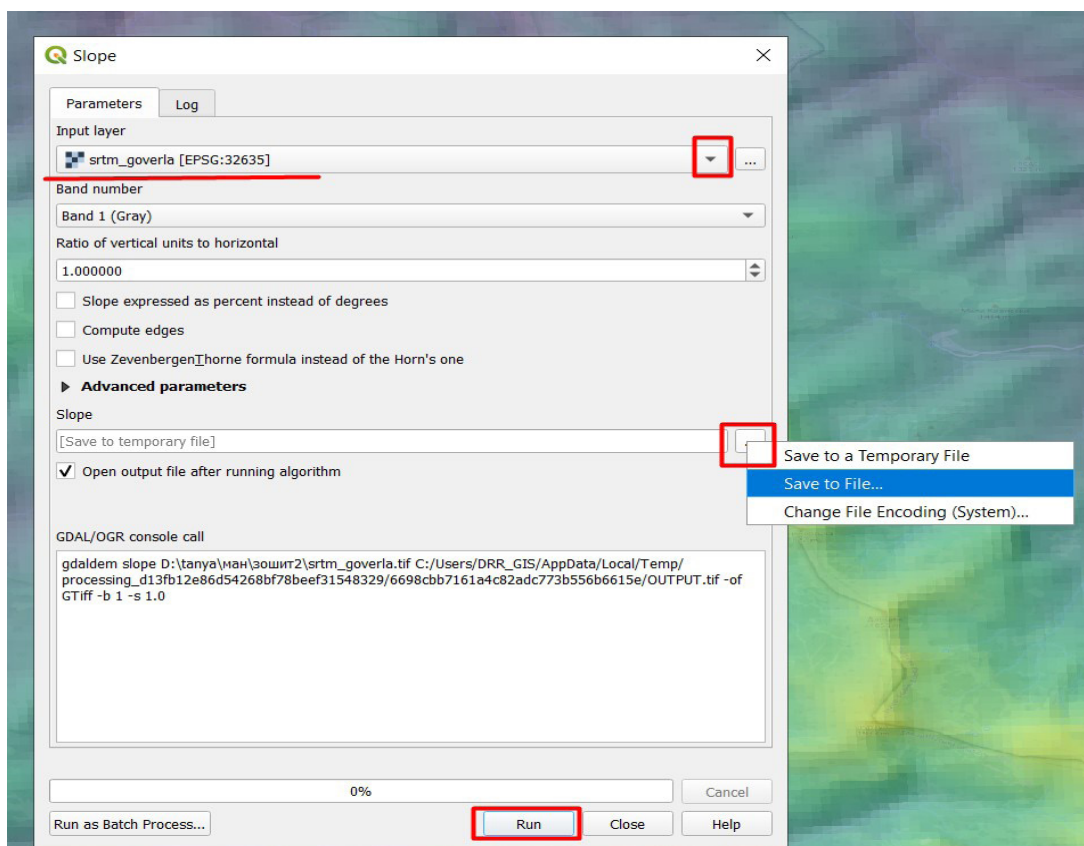 Slope
Parameters
Log
Input layer
srtm_goverla [EPSG:32635]
...
Band number
Band 1 (Gray)
Ratio of vertical units to horizontal
1.000000
Slope expressed as percent instead of degrees
Compute edges
Use ZevenbergenThorne formula instead of the Horn's one
Advanced parameters
Slope
[Save to temporary file]
Save to a Temporary File
Open output file after running algorithm
Save to File...
Change File Encoding (System)...
GDAL/OGR console call
gdaldem slope D:\tanya\ман\зошит2\srtm_goverla.tif C:/Users/DRR_GIS/AppData/Local/Temp/
processing_d13fb12e86d54268bf78beef31548329/6698cbb7161a4c82adc773b556b6615e/OUTPUT.tif -of
GTiff -b 1 -s 1.0
0%
Cancel
Run as Batch Process...
Run
Close
Help